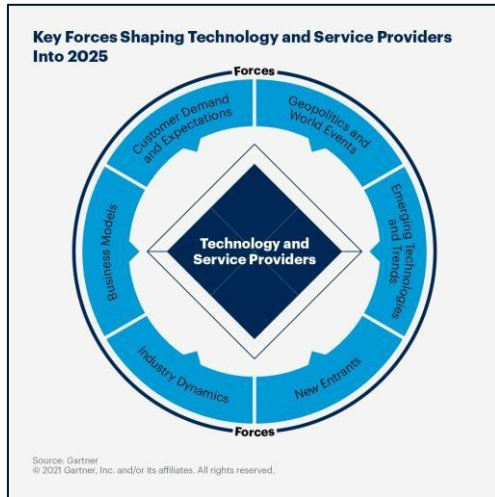 Key Forces Shaping Technology and Service Providers
Into 2025
Forces
Customer Demand
and Expectations
Geopolitics and
World Events
Business Models
Technology and
Service Providers
Emerging Technologies
and Trends
Industry Dynamics
New Entrants
Forces
Source: Gartner
© 2021 Gartner, Inc. and/or its affiliates. All rights reserved.